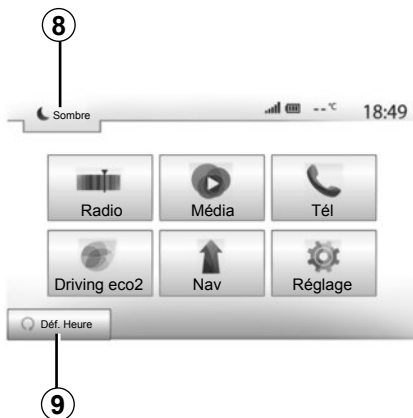 8
Sombre
--°C 18:49
Radio Média Tél
Driving eco2 Nav Réglage
Déf. Heure
9